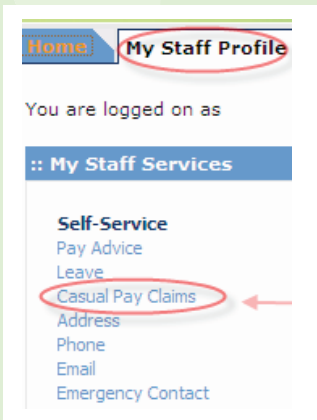 Home My Staff Profile
You are logged on as
:: My Staff Services
Self-Service
Pay Advice
Leave
Casual Pay Claims
Address
Phone
Email
Emergency Contact